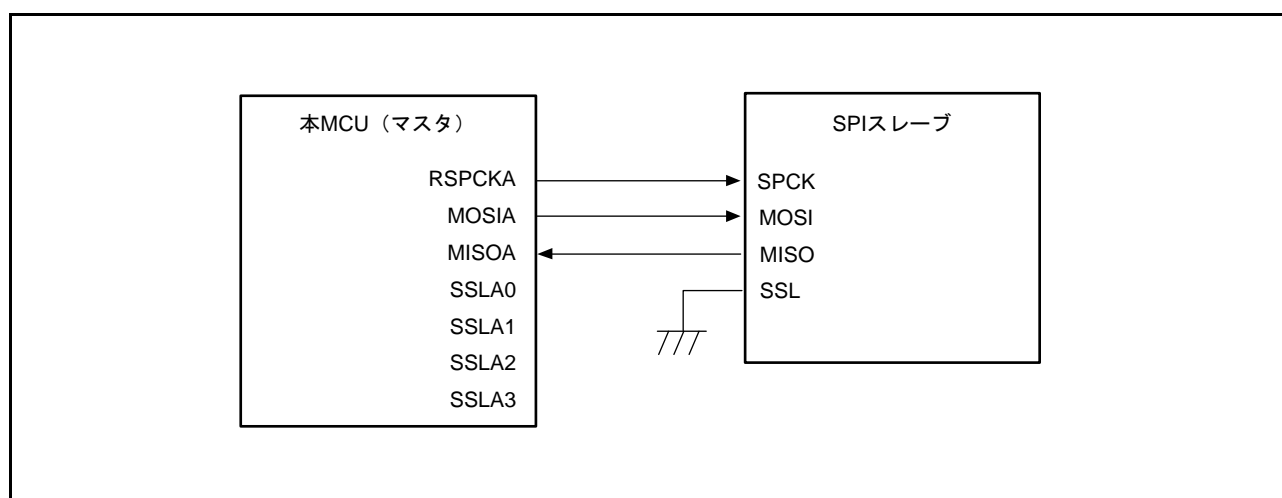 本MCU（マスタ）
RSPCKA
MOSIA
MISOA
SSLA0
SSLA1
SSLA2
SSLA3
SPIスレーブ
SPCK
MOSI
MISO
SSL